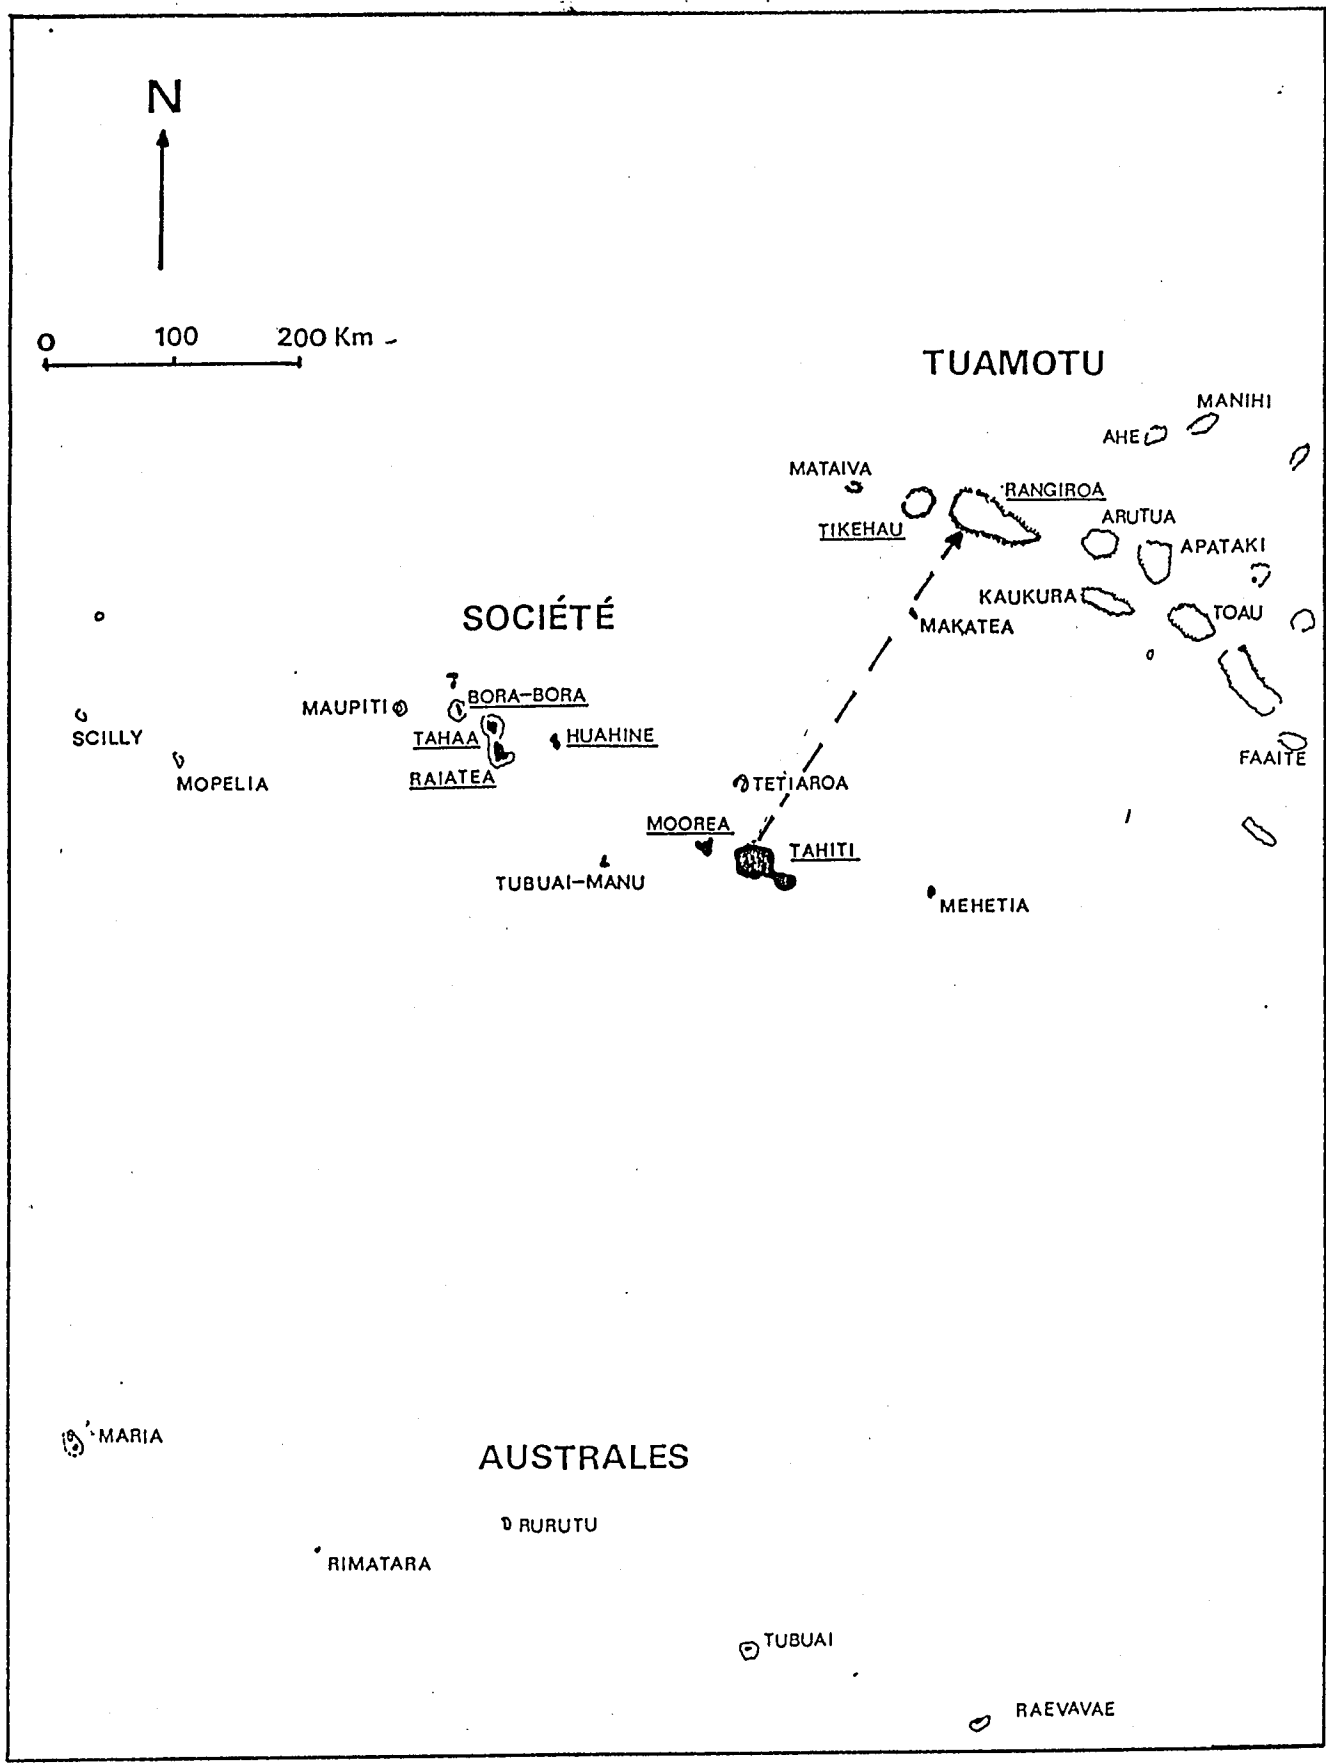 N
0 100 200 Km
TUAMOTU
MANIHI
AHE
MATAIVA
RANGIROA
TIKEHAU
ARUTUA
APATAKI
KAUKURA
TOAU
MAKATEA
SOCIÉTÉ
BORA-BORA
MAUPITI
SCILLY
TAHAA
HUAHINE
FAAITE
RAIATEA
MOPELIA
TETIAROA
MOOREA
TAHITI
TUBUAI-MANU
MEHETIA
MARIA
AUSTRALES
RURUTU
RIMATARA
TUBUAI
RAEVAVAE